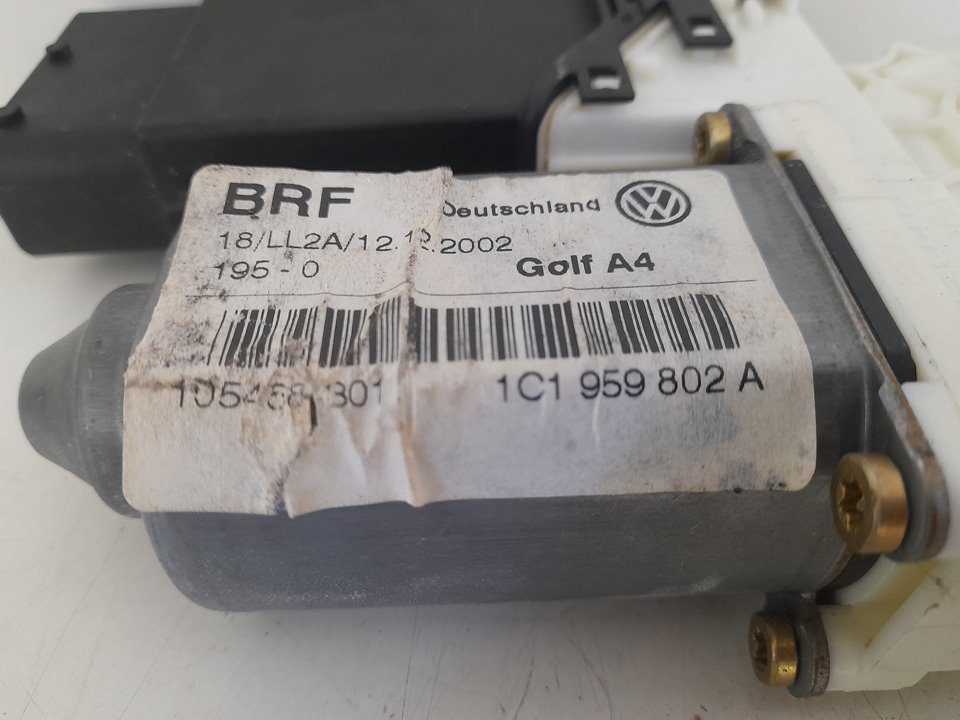 BRF Deutschland
18/LL2A/12.12.2002
195-0 Golf A4
1C1 959 802 A